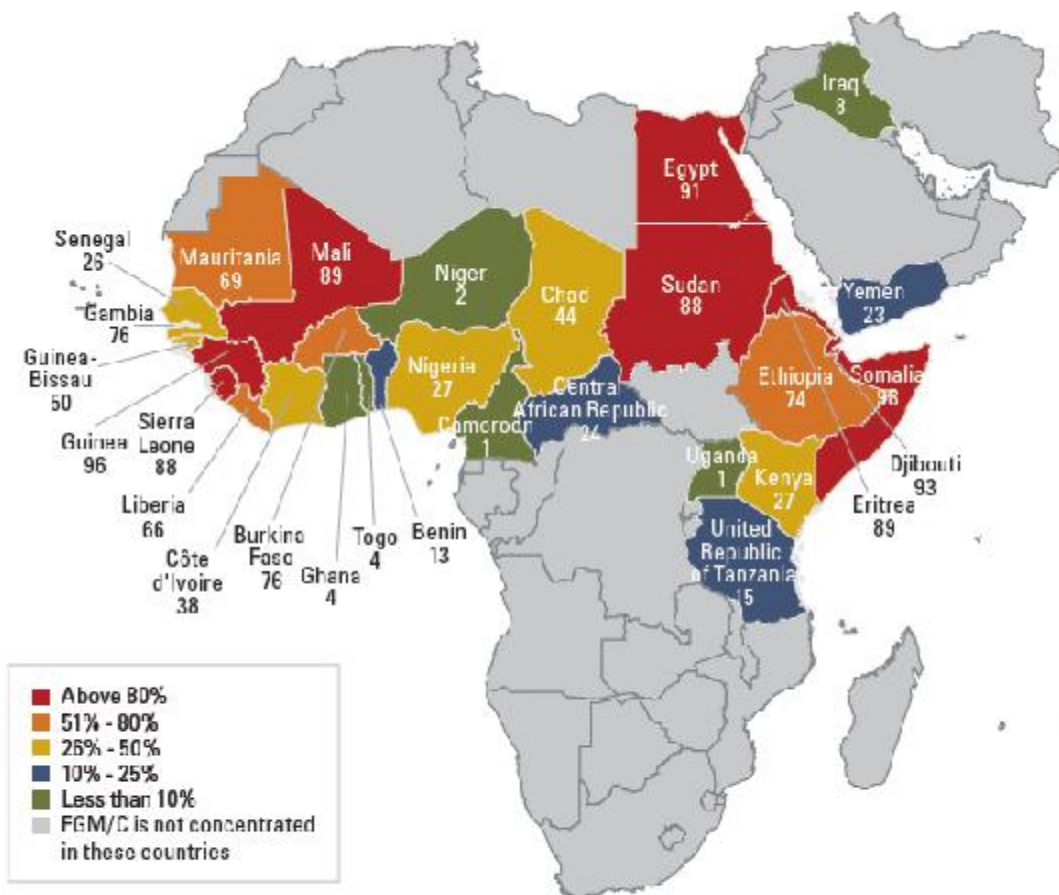 Iraq
8
Egypt
91
Senegal
26
Mauritania
69
Mali
89
Niger
2
Chad
44
Sudan
88
Yemen
23
Gambia
76
Guinea-
Bissau
50
Nigeria
27
Ethiopia
74
Somalia
98
Central
African Republic
24
Cameroon
1
Guinea
96
Sierra
Leone
88
Uganda
1
Kenya
27
Djibouti
93
Eritrea
89
Liberia
66
Côte
d'Ivoire
38
Burkina
Faso
76
Ghana
4
Togo
4
Benin
13
United
Republic
of Tanzania
15
Above 80%
51% - 80%
26% - 50%
10% - 25%
Less than 10%
FGM/C is not concentrated
in these countries